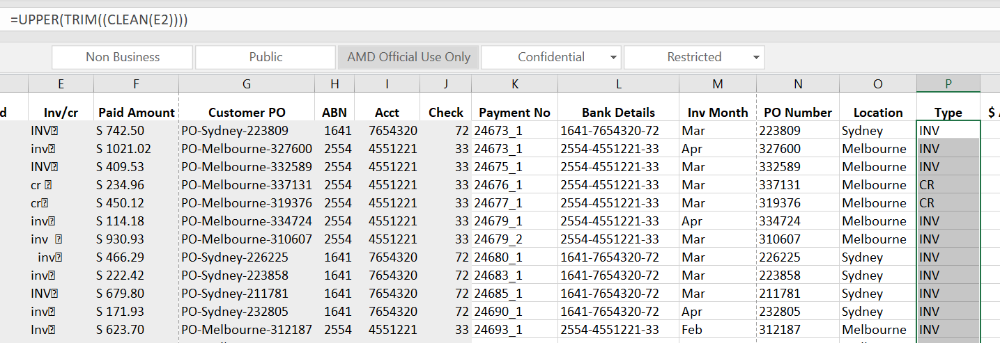 =UPPER(TRIM((CLEAN(E2))))
Non Business Public AMD Official Use Only Confidential Restricted
E F G H I J K L M N O P
d Inv/cr Paid Amount Customer PO ABN Acct Check Payment No Bank Details Inv Month PO Number Location Type $
INV S 742.50 PO-Sydney-223809 1641 7654320 72 24673_1 1641-7654320-72 Mar 223809 Sydney INV
inv S 1021.02 PO-Melbourne-327600 2554 4551221 33 24673_1 2554-4551221-33 Apr 327600 Melbourne INV
INV S 409.53 PO-Melbourne-332589 2554 4551221 33 24675_1 2554-4551221-33 Mar 332589 Melbourne INV
cr S 234.96 PO-Melbourne-337131 2554 4551221 33 24676_1 2554-4551221-33 Mar 337131 Melbourne CR
cr S 450.12 PO-Melbourne-319376 2554 4551221 33 24677_1 2554-4551221-33 Mar 319376 Melbourne CR
inv S 114.18 PO-Melbourne-334724 2554 4551221 33 24679_1 2554-4551221-33 Apr 334724 Melbourne INV
inv S 930.93 PO-Melbourne-310607 2554 4551221 33 24679_2 2554-4551221-33 Mar 310607 Melbourne INV
inv S 466.29 PO-Sydney-226225 1641 7654320 72 24680_1 1641-7654320-72 Mar 226225 Sydney INV
inv S 222.42 PO-Sydney-223858 1641 7654320 72 24683_1 1641-7654320-72 Mar 223858 Sydney INV
INV S 679.80 PO-Sydney-211781 1641 7654320 72 24685_1 1641-7654320-72 Mar 211781 Sydney INV
inv S 171.93 PO-Sydney-232805 1641 7654320 72 24690_1 1641-7654320-72 Apr 232805 Sydney INV
Inv S 623.70 PO-Melbourne-312187 2554 4551221 33 24693_1 2554-4551221-33 Feb 312187 Melbourne INV